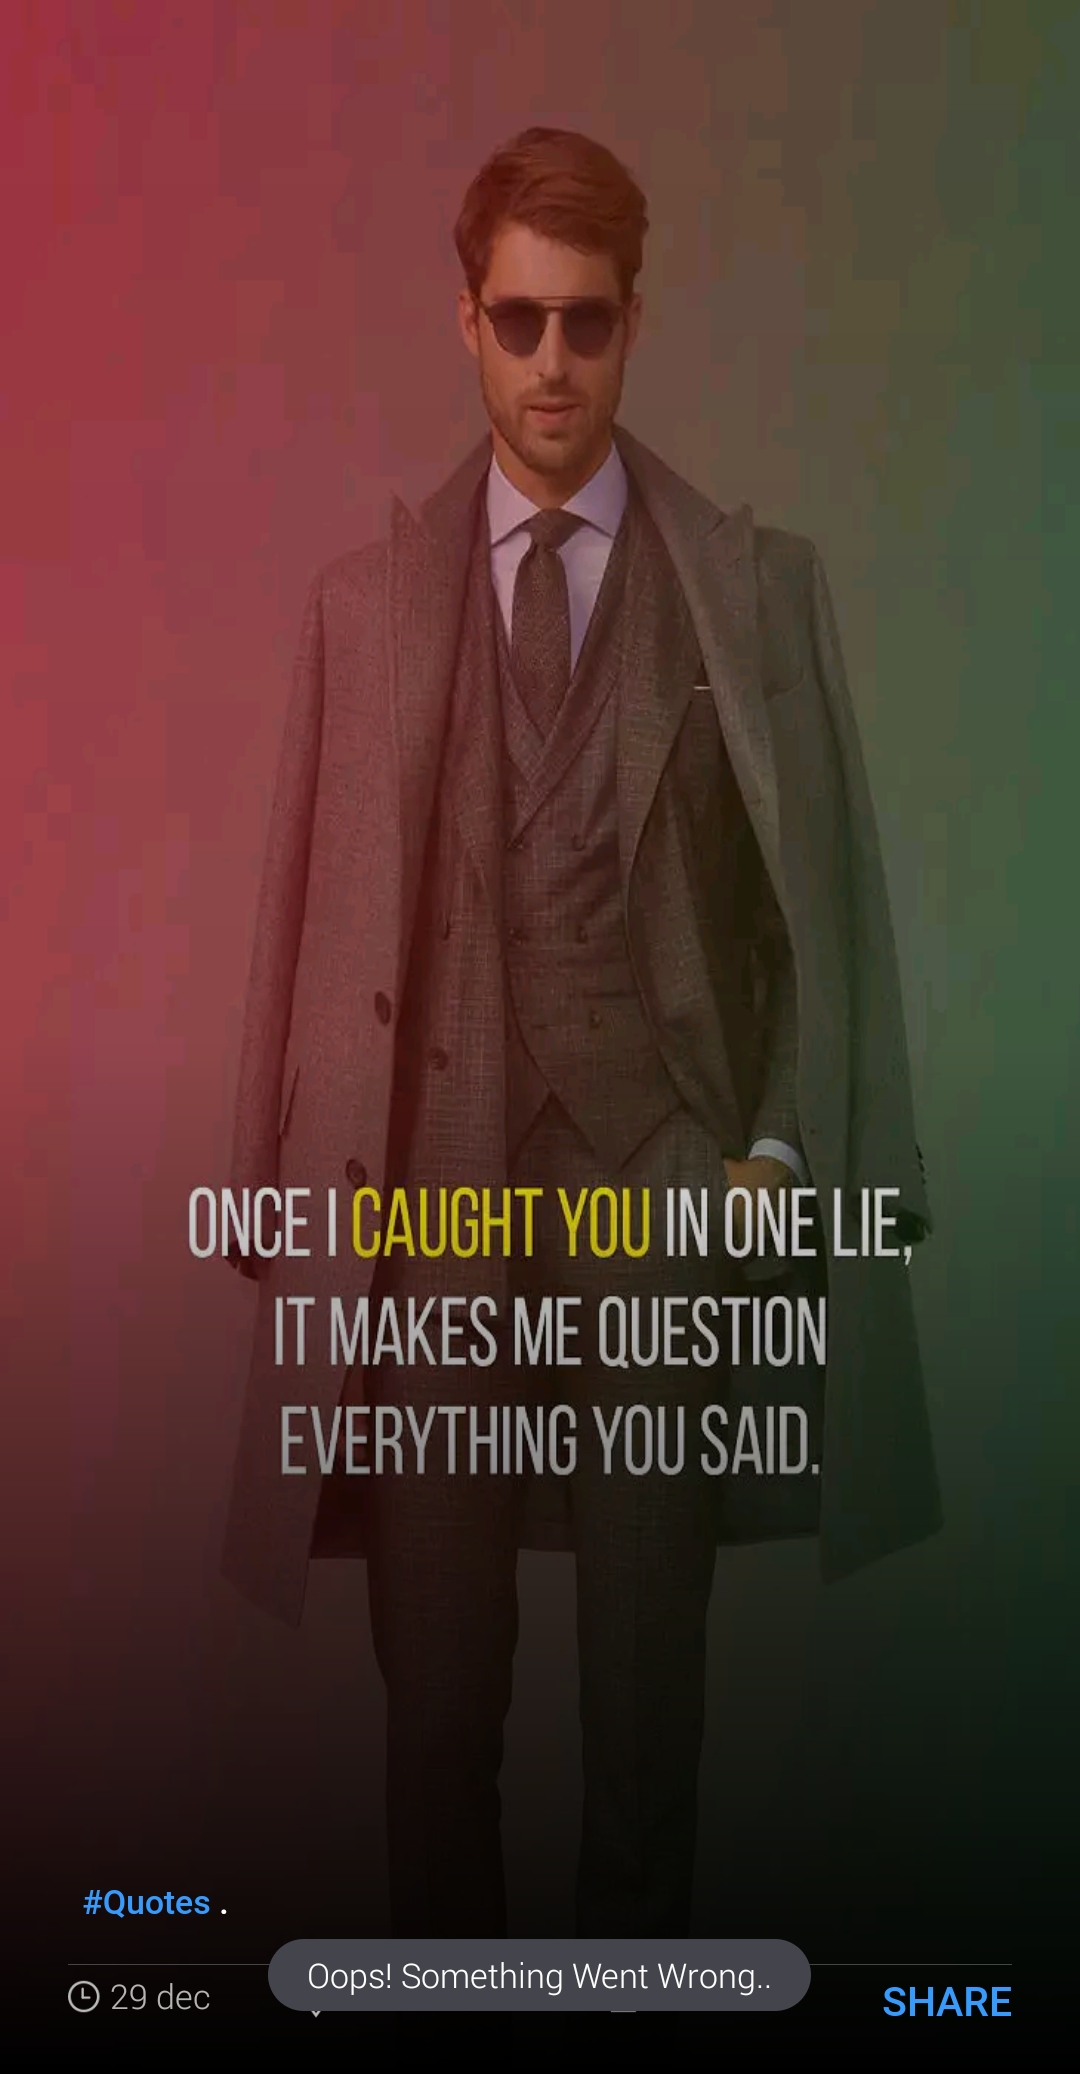 ONCE I CAUGHT YOU IN ONE LIE,
IT MAKES ME QUESTION
EVERYTHING YOU SAID.
#Quotes .
29 dec
Oops! Something Went Wrong..
SHARE